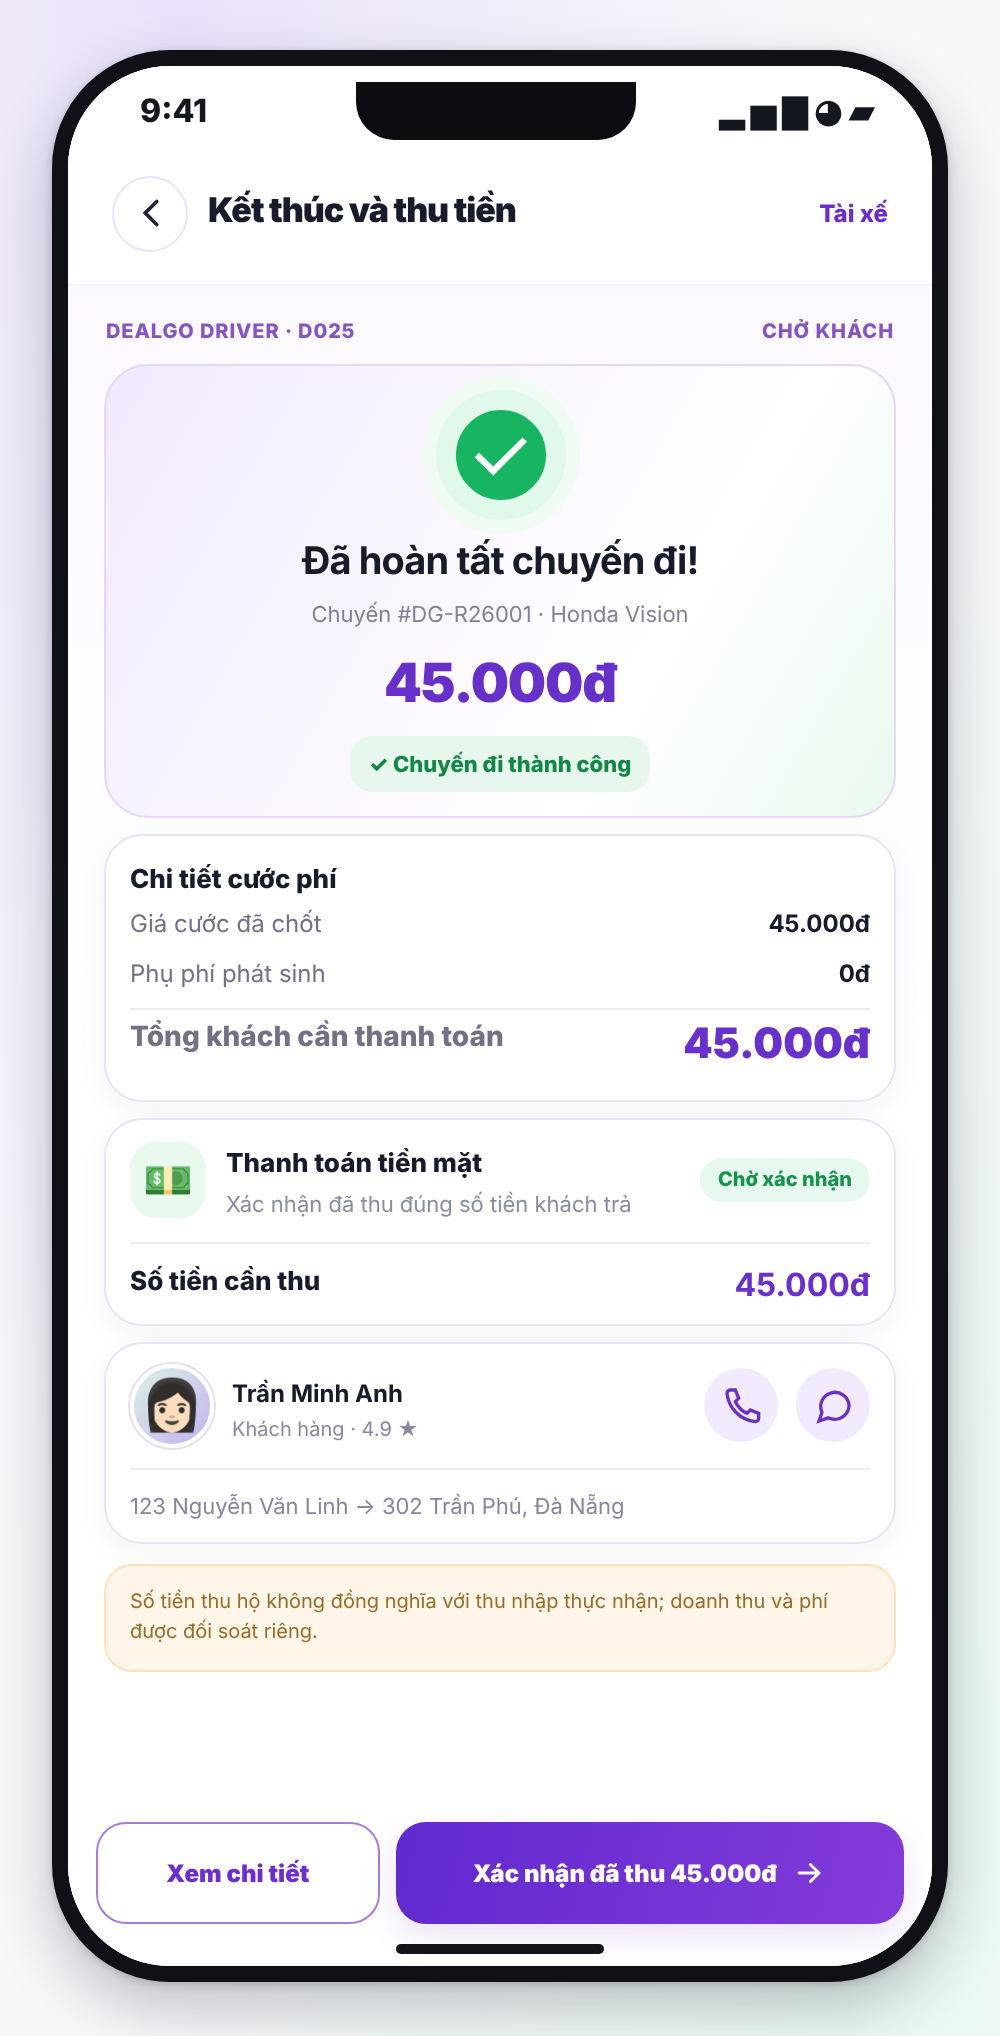 9:41
Kết thúc và thu tiền
Tài xế
DEALGO DRIVER · D025
CHỞ KHÁCH
Đã hoàn tất chuyến đi!
Chuyến #DG-R26001 · Honda Vision
45.000đ
✓ Chuyến đi thành công
Chi tiết cước phí
Giá cước đã chốt 45.000đ
Phụ phí phát sinh 0đ
Tổng khách cần thanh toán 45.000đ
Thanh toán tiền mặt
Xác nhận đã thu đúng số tiền khách trả
Chờ xác nhận
Số tiền cần thu 45.000đ
Trần Minh Anh
Khách hàng · 4.9 ★
123 Nguyễn Văn Linh → 302 Trần Phú, Đà Nẵng
Số tiền thu hộ không đồng nghĩa với thu nhập thực nhận; doanh thu và phí
được đối soát riêng.
Xem chi tiết
Xác nhận đã thu 45.000đ →